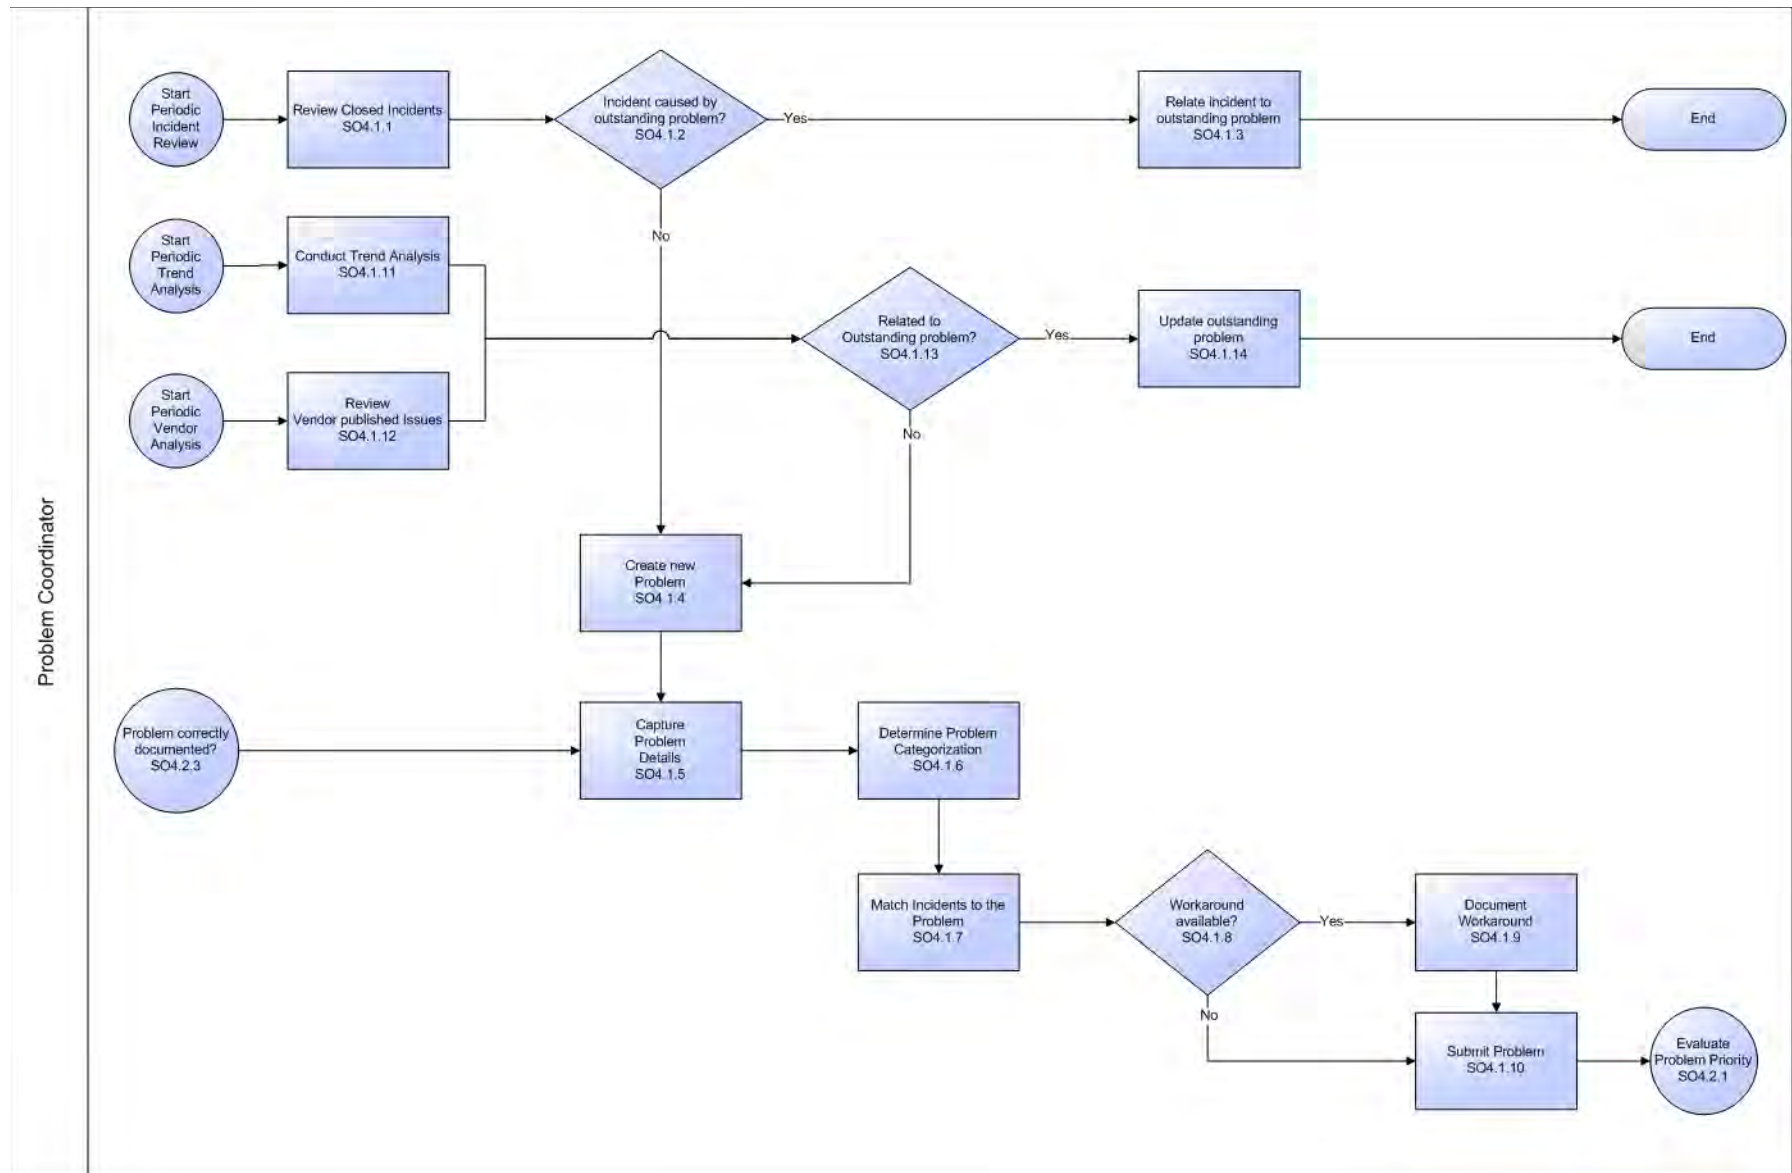 Problem Coordinator
Start
Periodic
Incident
Review
Review Closed Incidents
SO4.1.1
Incident caused by
outstanding problem?
SO4.1.2
Yes
Relate incident to
outstanding problem
SO4.1.3
End
No
Start
Periodic
Trend
Analysis
Conduct Trend Analysis
SO4.1.11
Related to
Outstanding problem?
SO4.1.13
Yes
Update outstanding
problem
SO4.1.14
End
Start
Periodic
Vendor
Analysis
Review
Vendor published Issues
SO4.1.12
No
Create new
Problem
SO4.1.4
Problem correctly
documented?
SO4.2.3
Capture
Problem
Details
SO4.1.5
Determine Problem
Categorization
SO4.1.6
Match Incidents to the
Problem
SO4.1.7
Workaround
available?
SO4.1.8
Yes
Document
Workaround
SO4.1.9
No
Submit Problem
SO4.1.10
Evaluate
Problem Priority
SO4.2.1